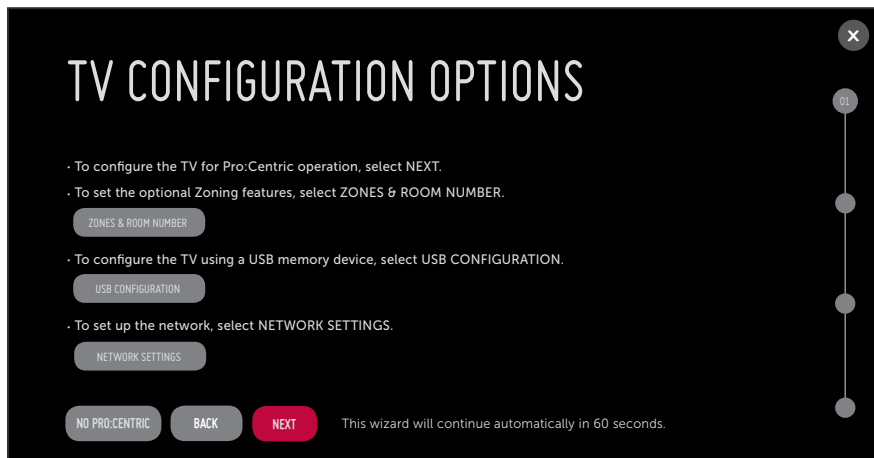 X
TV CONFIGURATION OPTIONS
01
· To configure the TV for Pro:Centric operation, select NEXT.
· To set the optional Zoning features, select ZONES & ROOM NUMBER.
ZONES & ROOM NUMBER
· To configure the TV using a USB memory device, select USB CONFIGURATION.
USB CONFIGURATION
· To set up the network, select NETWORK SETTINGS.
NETWORK SETTINGS
NO PRO:CENTRIC BACK NEXT This wizard will continue automatically in 60 seconds.